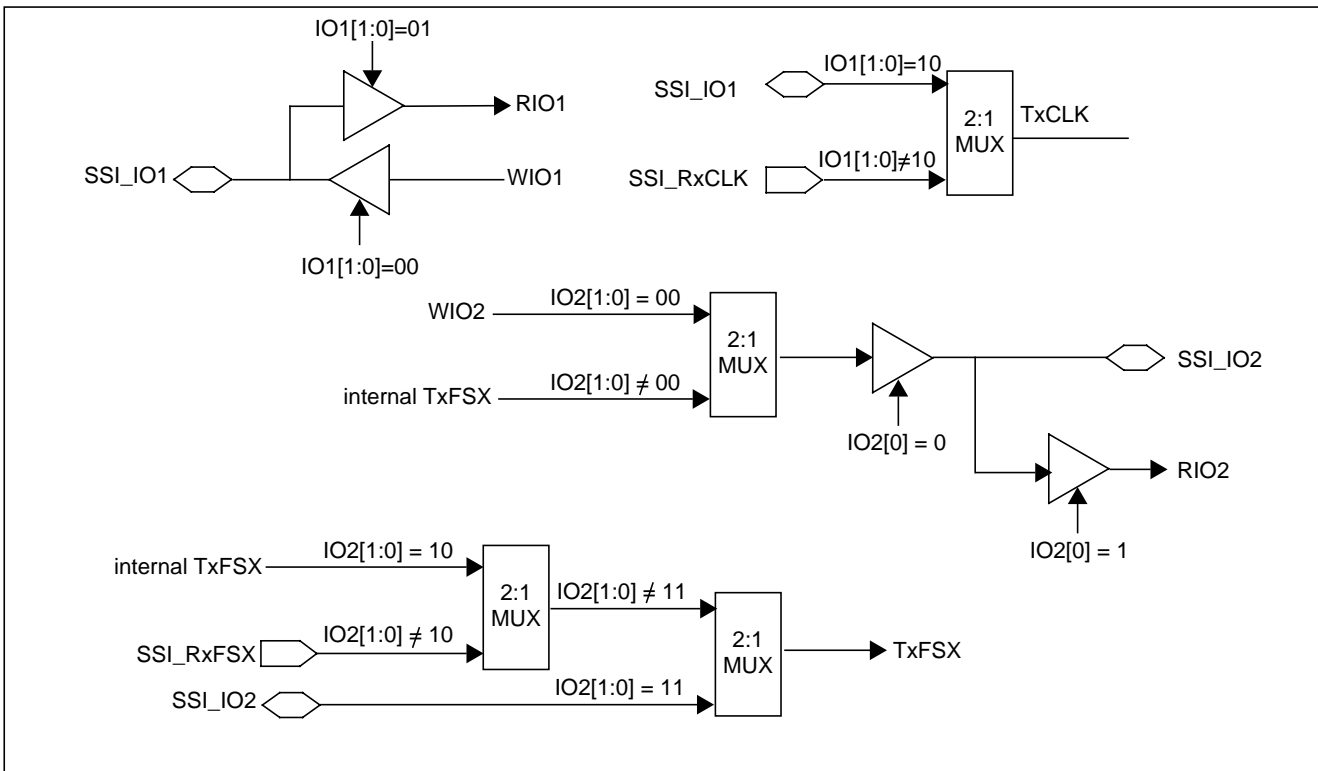 IO1[1:0]=01
RIO1
SSI_IO1
WIO1
IO1[1:0]=00
SSI_IO1
IO1[1:0]=10
SSI_RxCLK
IO1[1:0]≠10
2:1
MUX
TxCLK
WIO2
IO2[1:0] = 00
internal TxFSX
IO2[1:0] ≠ 00
2:1
MUX
SSI_IO2
IO2[0] = 0
RIO2
IO2[0] = 1
internal TxFSX
IO2[1:0] = 10
SSI_RxFSX
IO2[1:0] ≠ 10
2:1
MUX
IO2[1:0] ≠ 11
SSI_IO2
IO2[1:0] = 11
2:1
MUX
TxFSX